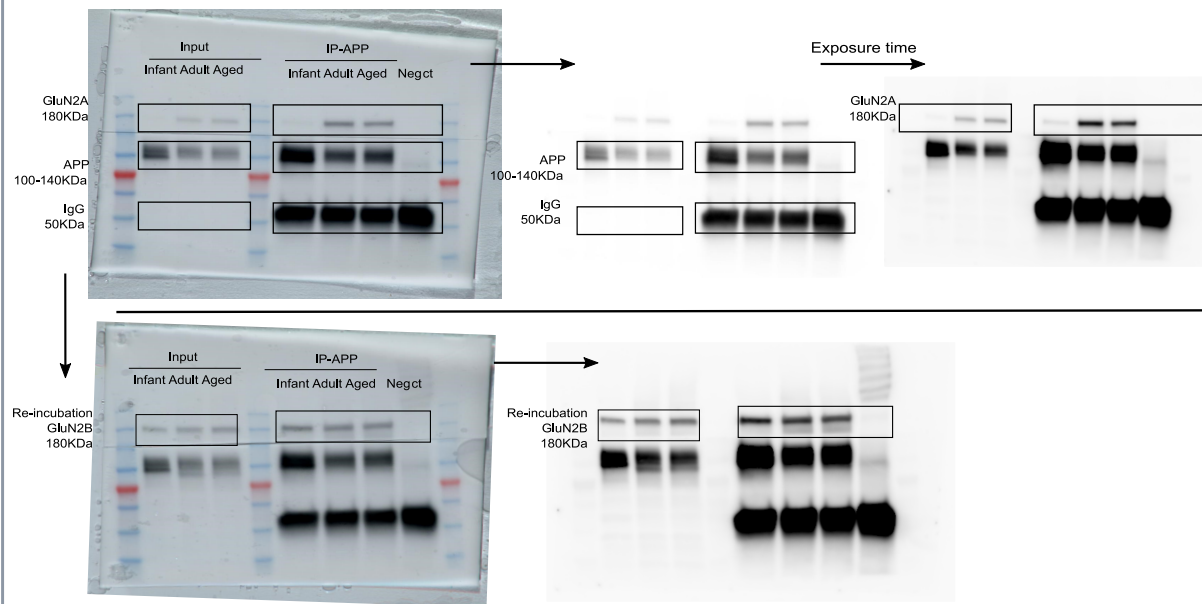 Input
IP-APP
Infant Adult Aged
Infant Adult Aged Negct
GluN2A
180KDa
APP
100-140KDa
IgG
50KDa
APP
100-140KDa
IgG
50KDa
Exposure time
GluN2A
180KDa
Input
IP-APP
Infant Adult Aged
Infant Adult Aged Negct
Re-incubation
GluN2B
180KDa
Re-incubation
GluN2B
180KDa